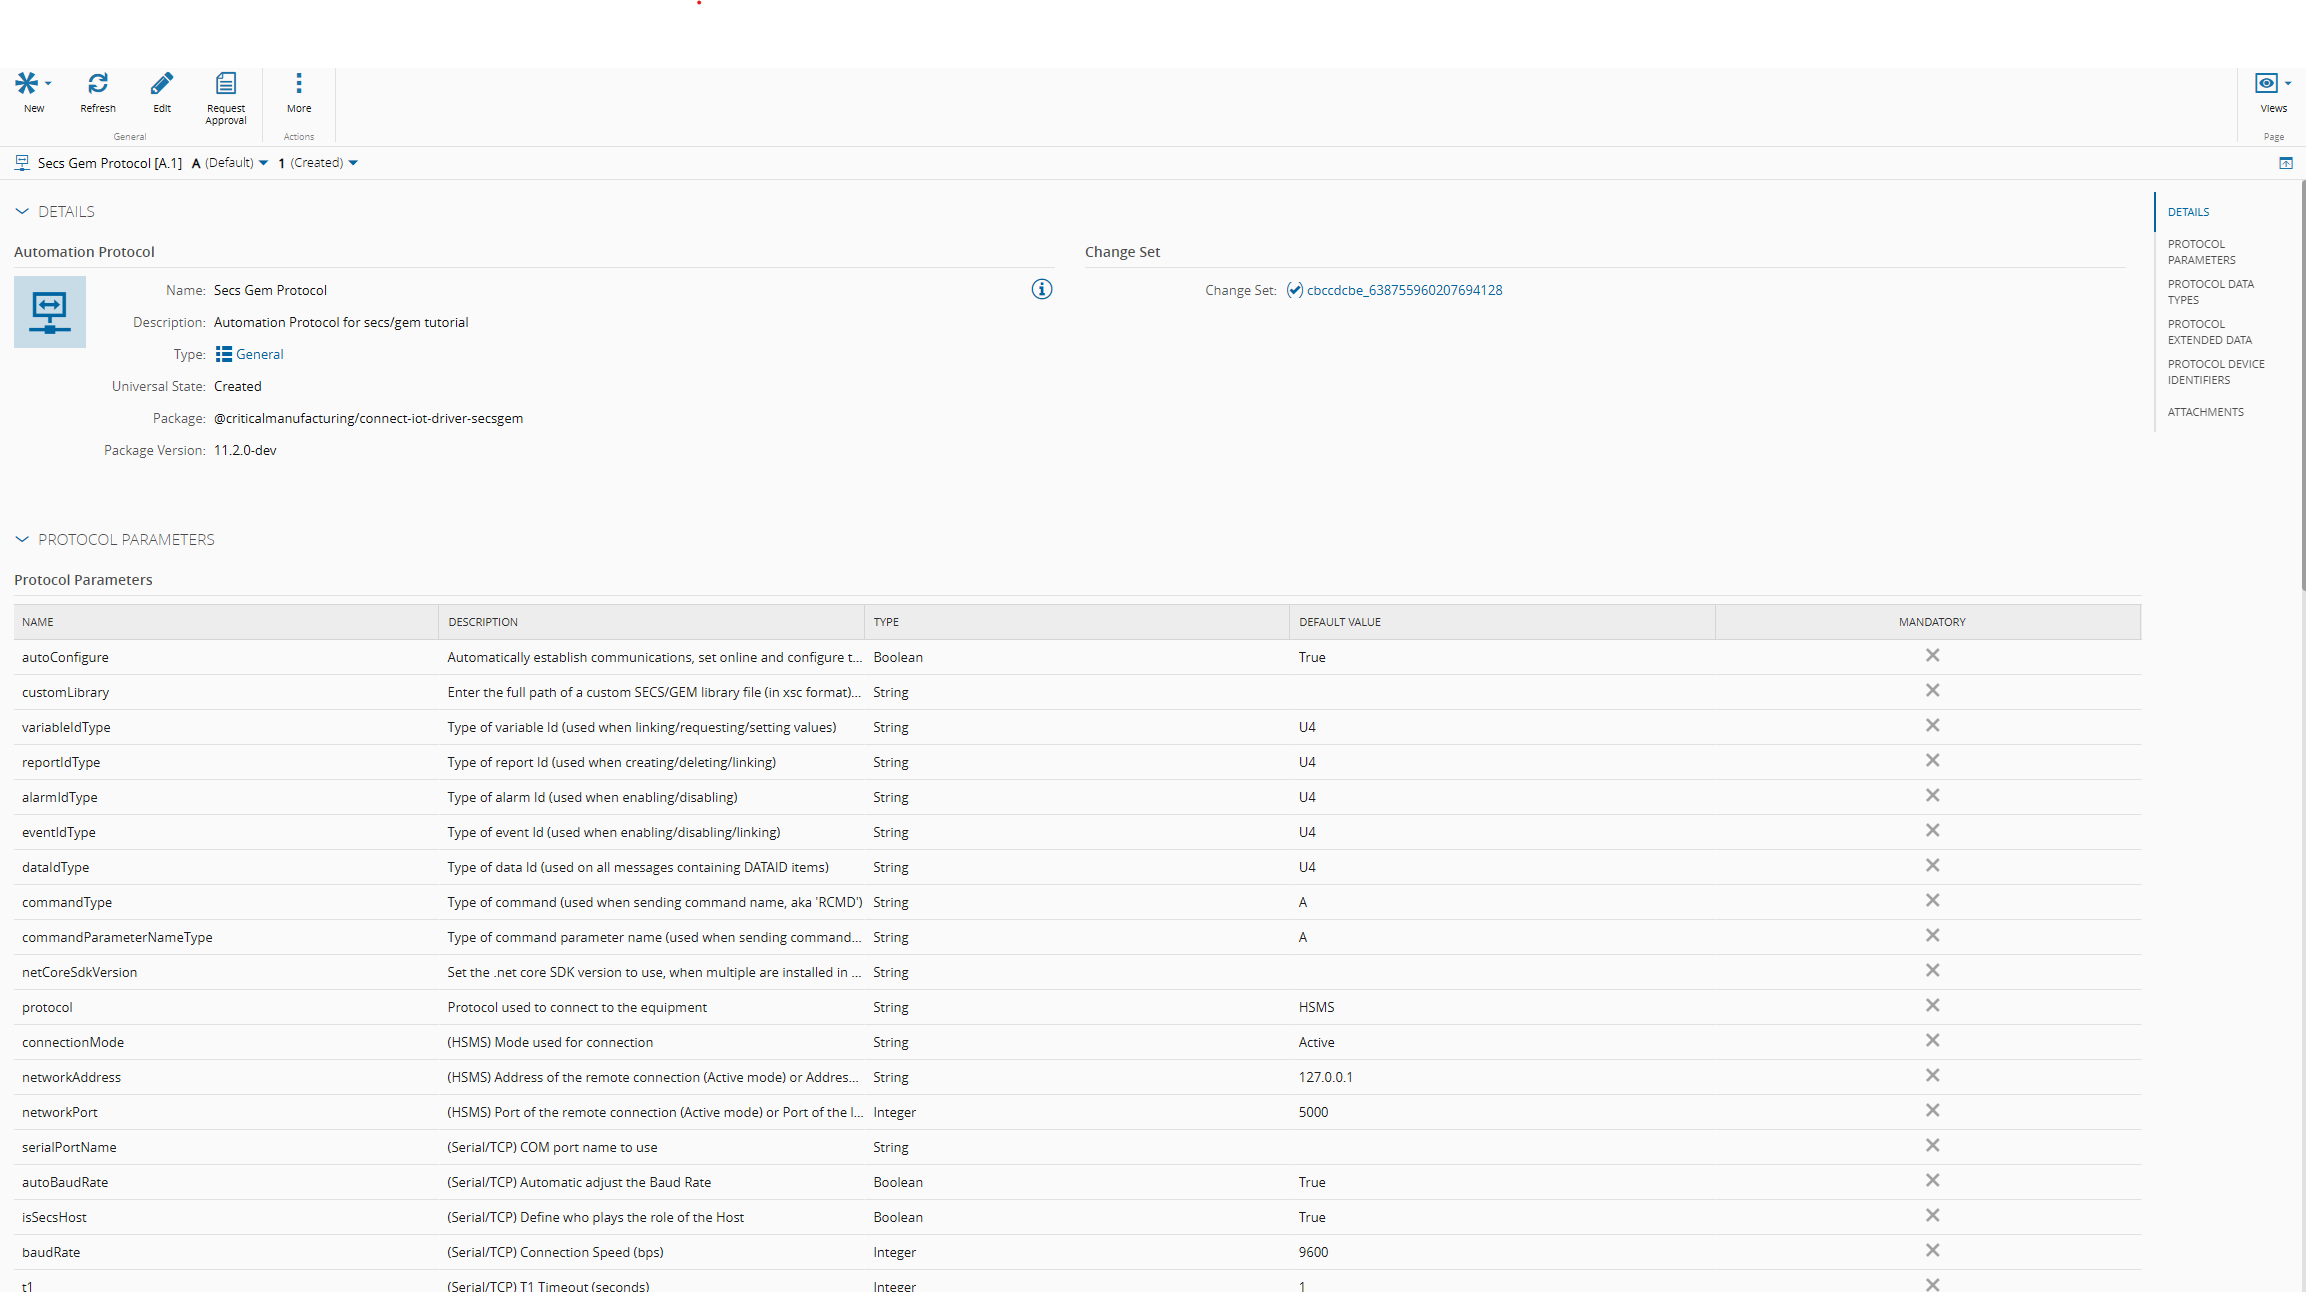 New
Refresh
Edit
Request
Approval
More
Views
General
Actions
Page
Secs Gem Protocol [A.1] A (Default) 1 (Created)
DETAILS
Automation Protocol
Name: Secs Gem Protocol
Description: Automation Protocol for secs/gem tutorial
Type: General
Universal State: Created
Package: @criticalmanufacturing/connect-iot-driver-secsgem
Package Version: 11.2.0-dev
Change Set
Change Set: cbccdcbe_638755960207694128
DETAILS
PROTOCOL
PARAMETERS
PROTOCOL DATA
TYPES
PROTOCOL
EXTENDED DATA
PROTOCOL DEVICE
IDENTIFIERS
ATTACHMENTS
PROTOCOL PARAMETERS
Protocol Parameters
NAME DESCRIPTION TYPE DEFAULT VALUE MANDATORY
autoConfigure Automatically establish communications, set online and configure t... Boolean True
customLibrary Enter the full path of a custom SECS/GEM library file (in xsc format)... String
variableIdType Type of variable Id (used when linking/requesting/setting values) String U4
reportIdType Type of report Id (used when creating/deleting/linking) String U4
alarmIdType Type of alarm Id (used when enabling/disabling) String U4
eventIdType Type of event Id (used when enabling/disabling/linking) String U4
dataIdType Type of data Id (used on all messages containing DATAID items) String U4
commandType Type of command (used when sending command name, aka 'RCMD') String A
commandParameterNameType Type of command parameter name (used when sending command... String A
netCoreSdkVersion Set the .net core SDK version to use, when multiple are installed in ... String
protocol Protocol used to connect to the equipment String HSMS
connectionMode (HSMS) Mode used for connection String Active
networkAddress (HSMS) Address of the remote connection (Active mode) or Addres... String 127.0.0.1
networkPort (HSMS) Port of the remote connection (Active mode) or Port of the l... Integer 5000
serialPortName (Serial/TCP) COM port name to use String
autoBaudRate (Serial/TCP) Automatic adjust the Baud Rate Boolean True
isSecsHost (Serial/TCP) Define who plays the role of the Host Boolean True
baudRate (Serial/TCP) Connection Speed (bps) Integer 9600
t1 (Serial/TCP) T1 Timeout (seconds) Integer 1